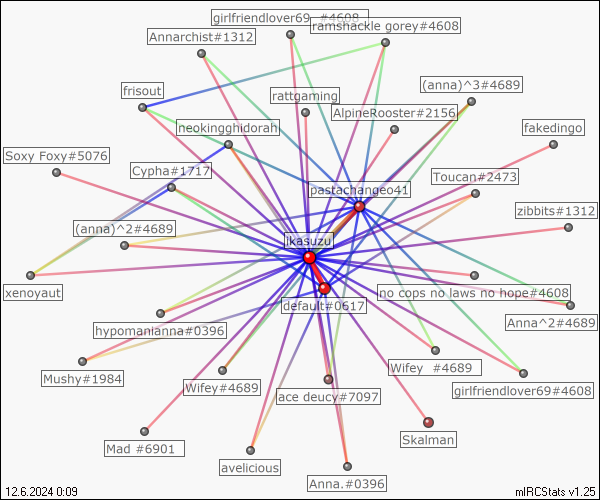 girlfriendlover69_#4608
ramshackle gorey#4608
Annarchist#1312
(anna)^3#4689
frisout
rattgaming
AlpineRooster#2156
neokingghidorah
fakedingo
Soxy Foxy#5076
Cypha#1717
Toucan#2473
pastachangeo41
zibbits#1312
(anna)^2#4689
jkasuzu
xenoyaut
no cops no laws no hope#4608
default#0617
Anna^2#4689
hypomanianna#0396
Mushy#1984
Wifey#4689
Wifey_#4689
ace deucy#7097
girlfriendlover69#4608
Skalman
Mad_#6901
avelicious
Anna.#0396
12.6.2024 0:09
mIRCStats v1.25